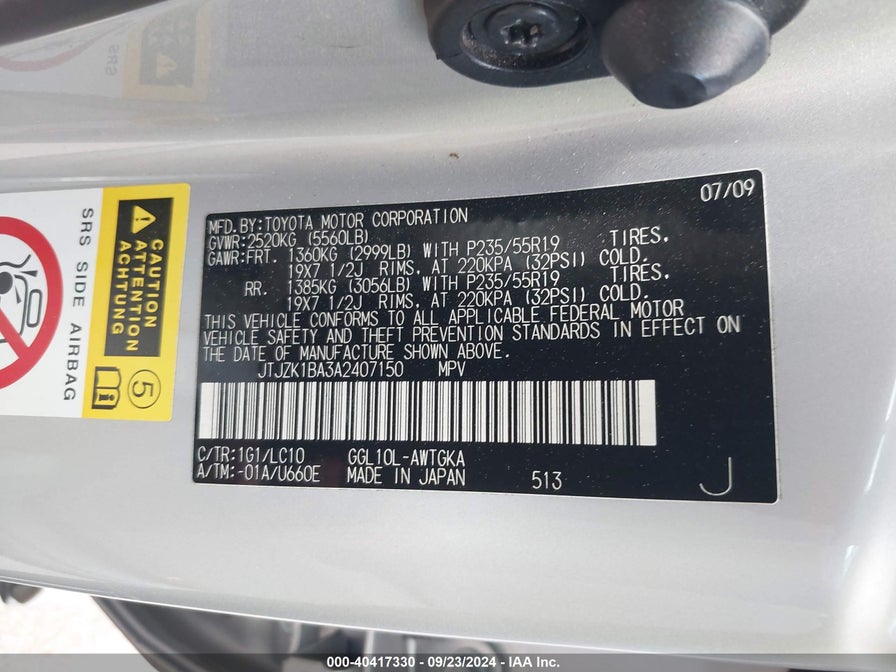 SRS
SRS SIDE AIRBAG
ATTENTION
ACHTUNG
5
07/09
MFD.BY:TOYOTA MOTOR CORPORATION
GVWR:2520KG (5560LB)
GAWR:FRT. 1360KG (2999LB) WITH P235/55R19 TIRES,
19X7 1/2J RIMS, AT 220KPA (32PSI) COLD.
RR. 1385KG (3056LB) WITH P235/55R19 TIRES,
19X7 1/2J RIMS, AT 220KPA (32PSI) COLD.
THIS VEHICLE CONFORMS TO ALL APPLICABLE FEDERAL MOTOR
VEHICLE SAFETY AND THEFT PREVENTION STANDARDS IN EFFECT ON
THE DATE OF MANUFACTURE SHOWN ABOVE.
JTJZK1BA3A2407150 MPV
C/TR:1G1/LC10 GGL10L-AWTGKA
A/TM:-01A/U660E MADE IN JAPAN 513 J
000-40417330 - 09/23/2024 - IAA Inc.